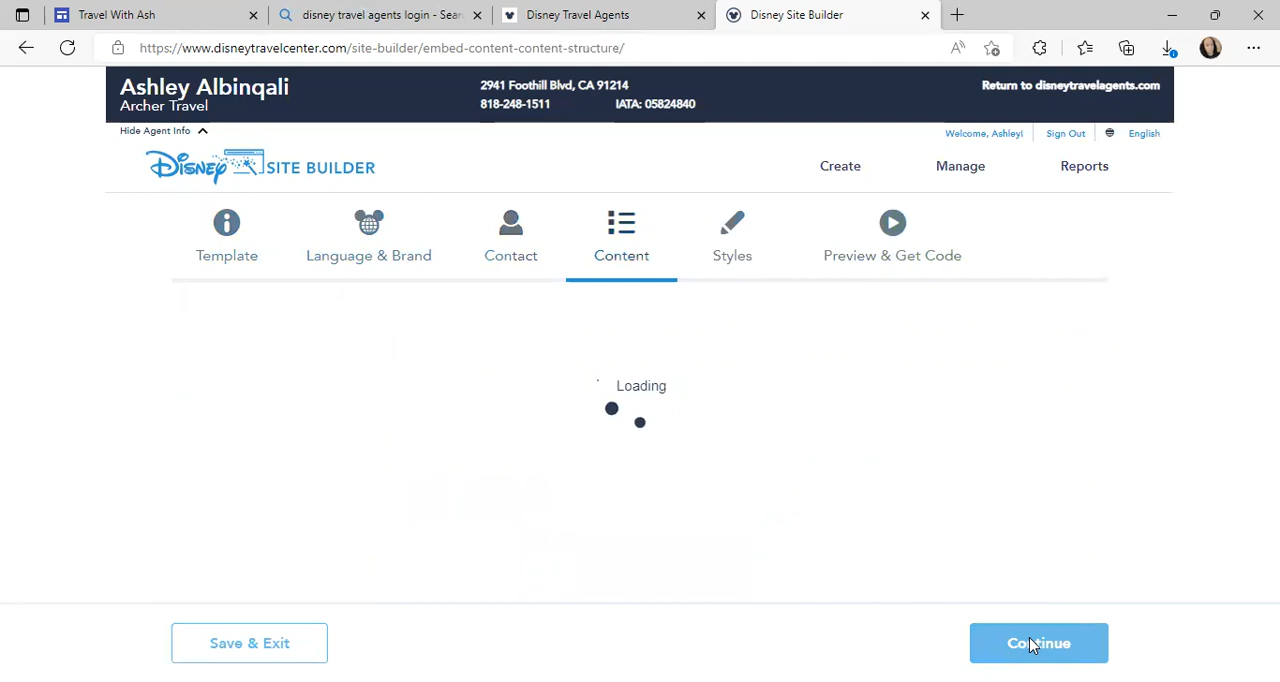 Travel With Ash
disney travel agents login - Sear
Disney Travel Agents
Disney Site Builder
https://www.disneytravelcenter.com/site-builder/embed-content-content-structure/
Ashley Albinqali
Archer Travel
2941 Foothill Blvd, CA 91214
818-248-1511 IATA: 05824840
Return to disneytravelagents.com
Hide Agent Info
Welcome, Ashley!
Sign Out
English
Disney SITE BUILDER
Create
Manage
Reports
Template
Language & Brand
Contact
Content
Styles
Preview & Get Code
Loading
Save & Exit
Continue